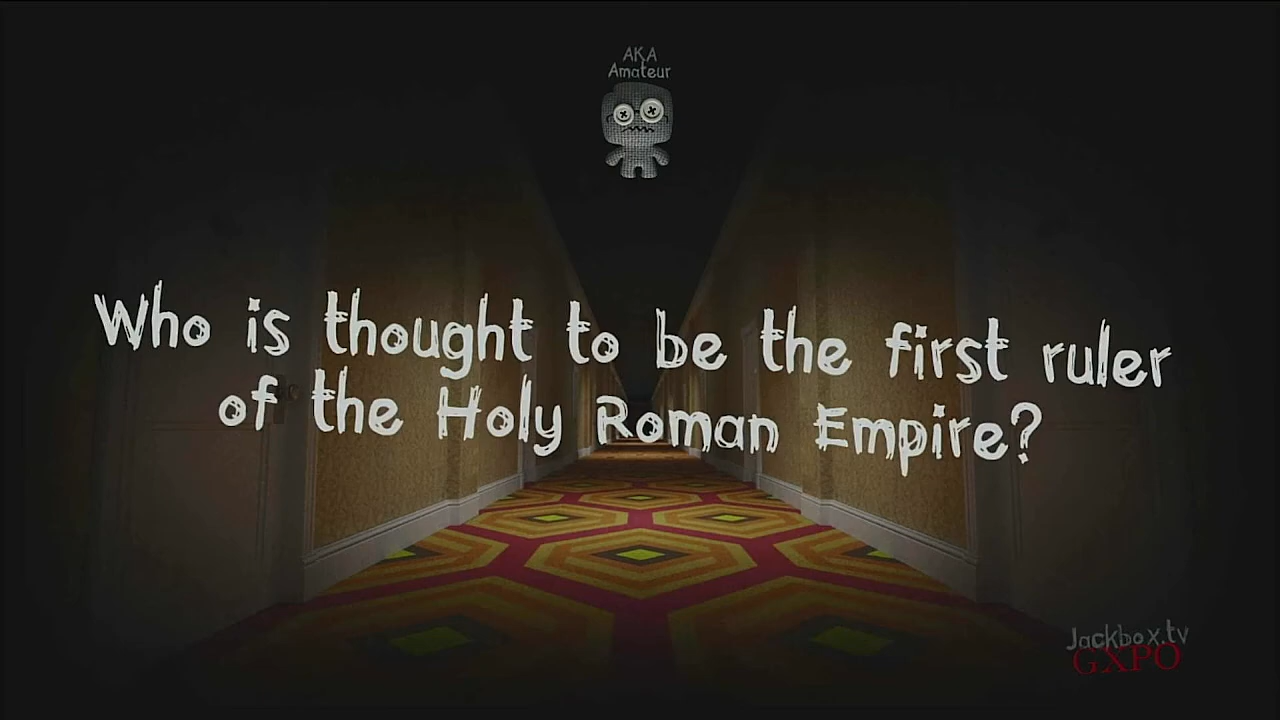 AKA
Amateur
Who is thought to be the first ruler
of the Holy Roman Empire?
Jackbox.tv
GXPO